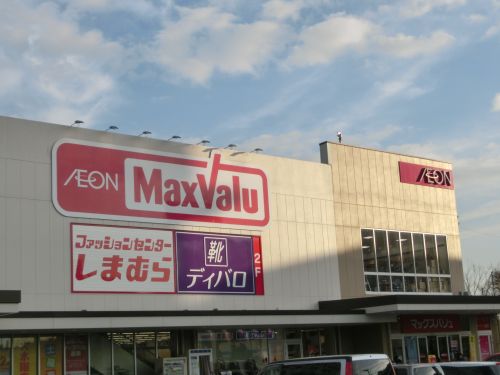 AEON
MaxValu
AEON
ファッションセンター
しまむら
靴
ディバロ
2F
マックスバリュ